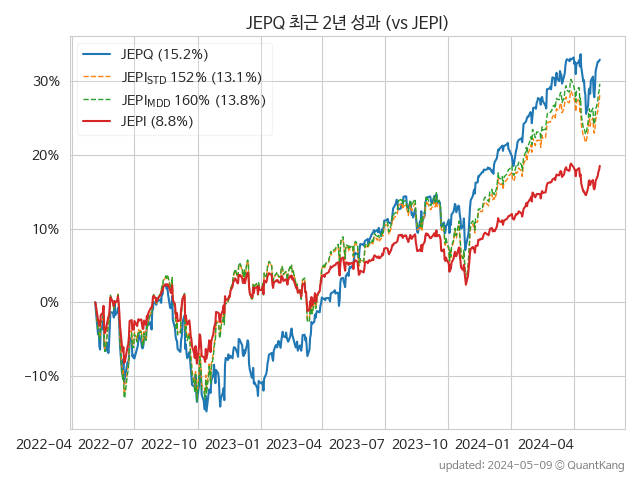 JEPQ 최근 2년 성과 (vs JEPI)
JEPQ (15.2%)
JEPI_STD 152% (13.1%)
JEPI_MDD 160% (13.8%)
JEPI (8.8%)
30%
20%
10%
0%
−10%
2022−04 2022−07 2022−10 2023−01 2023−04 2023−07 2023−10 2024−01 2024−04
updated: 2024-05-09 © QuantKang